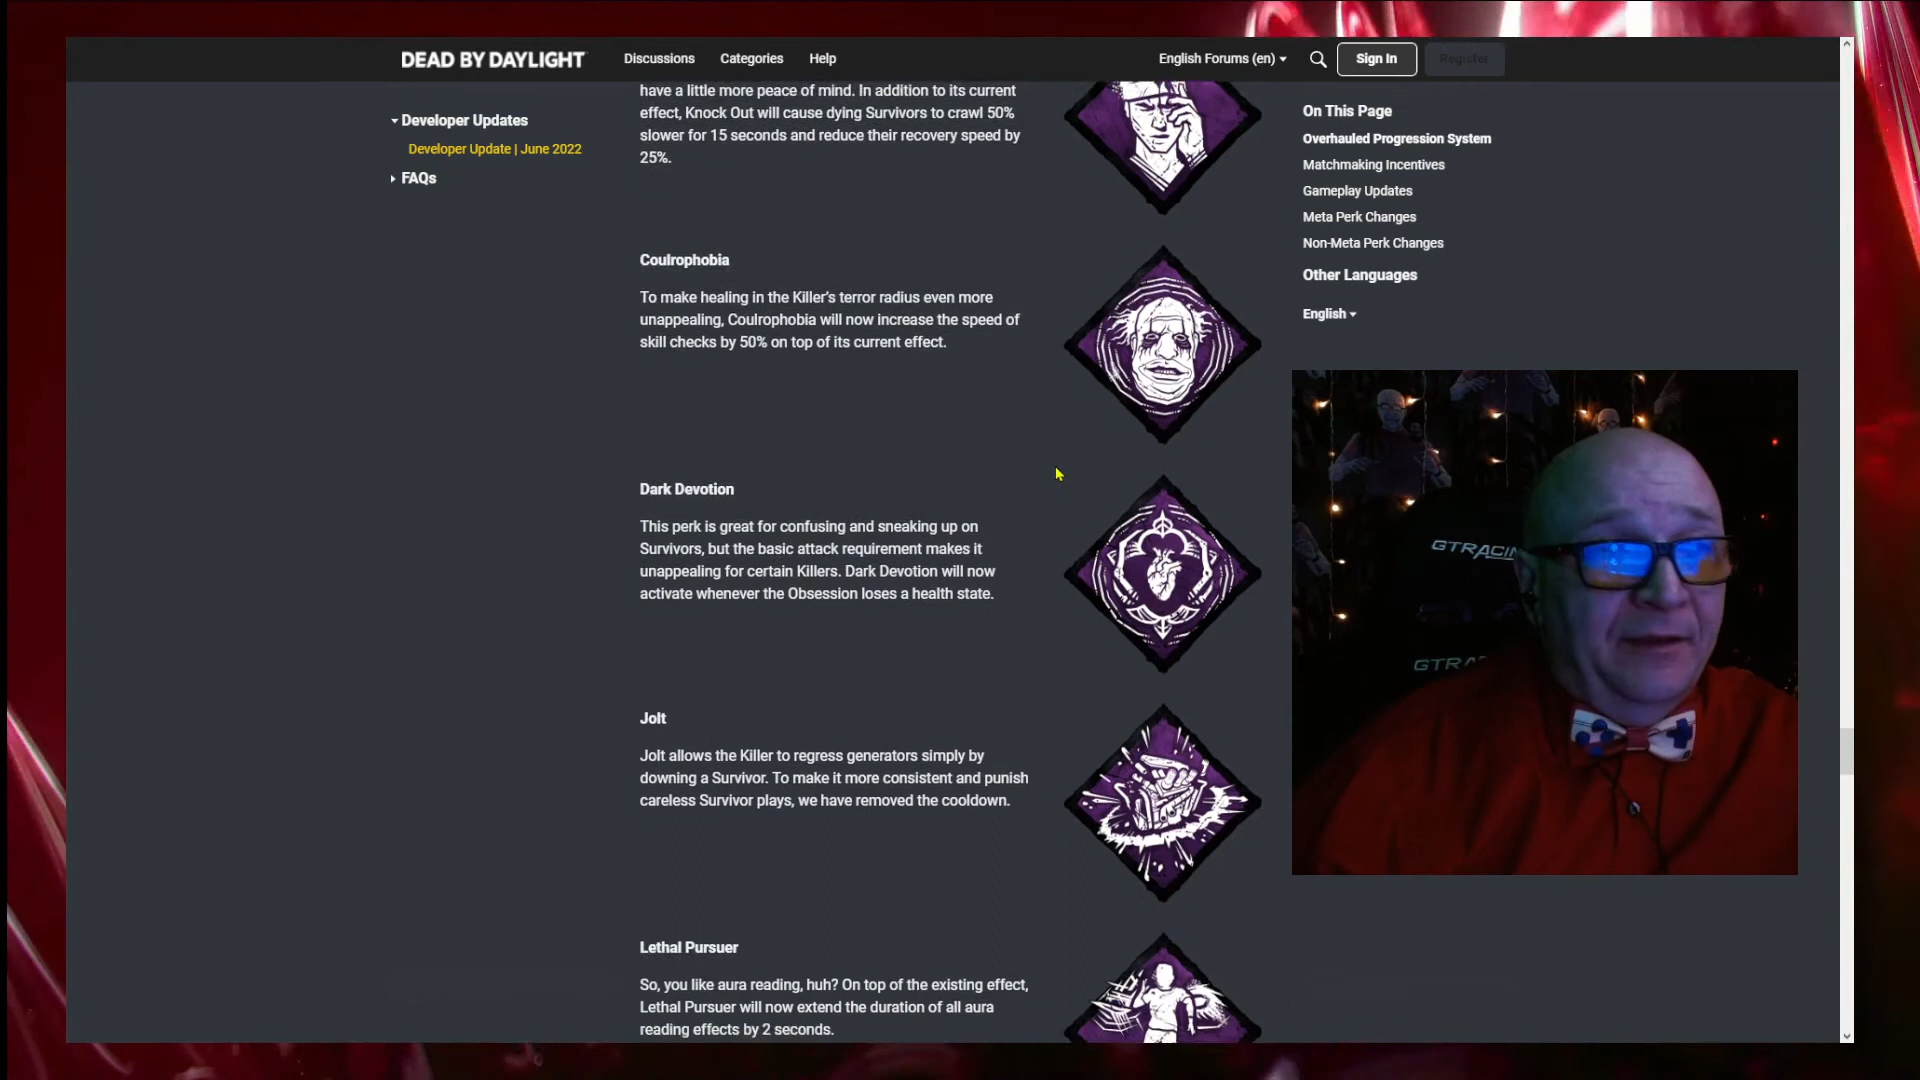 DEAD BY DAYLIGHT
Discussions
Categories
Help
English Forums (en)
Sign In
Register
Developer Updates
Developer Update | June 2022
FAQs
have a little more peace of mind. In addition to its current
effect, Knock Out will cause dying Survivors to crawl 50%
slower for 15 seconds and reduce their recovery speed by
25%.
Coulrophobia
To make healing in the Killer's terror radius even more
unappealing, Coulrophobia will now increase the speed of
skill checks by 50% on top of its current effect.
Dark Devotion
This perk is great for confusing and sneaking up on
Survivors, but the basic attack requirement makes it
unappealing for certain Killers. Dark Devotion will now
activate whenever the Obsession loses a health state.
Jolt
Jolt allows the Killer to regress generators simply by
downing a Survivor. To make it more consistent and punish
careless Survivor plays, we have removed the cooldown.
Lethal Pursuer
So, you like aura reading, huh? On top of the existing effect,
Lethal Pursuer will now extend the duration of all aura
reading effects by 2 seconds.
On This Page
Overhauled Progression System
Matchmaking Incentives
Gameplay Updates
Meta Perk Changes
Non-Meta Perk Changes
Other Languages
English
GTRACIN
GTRA